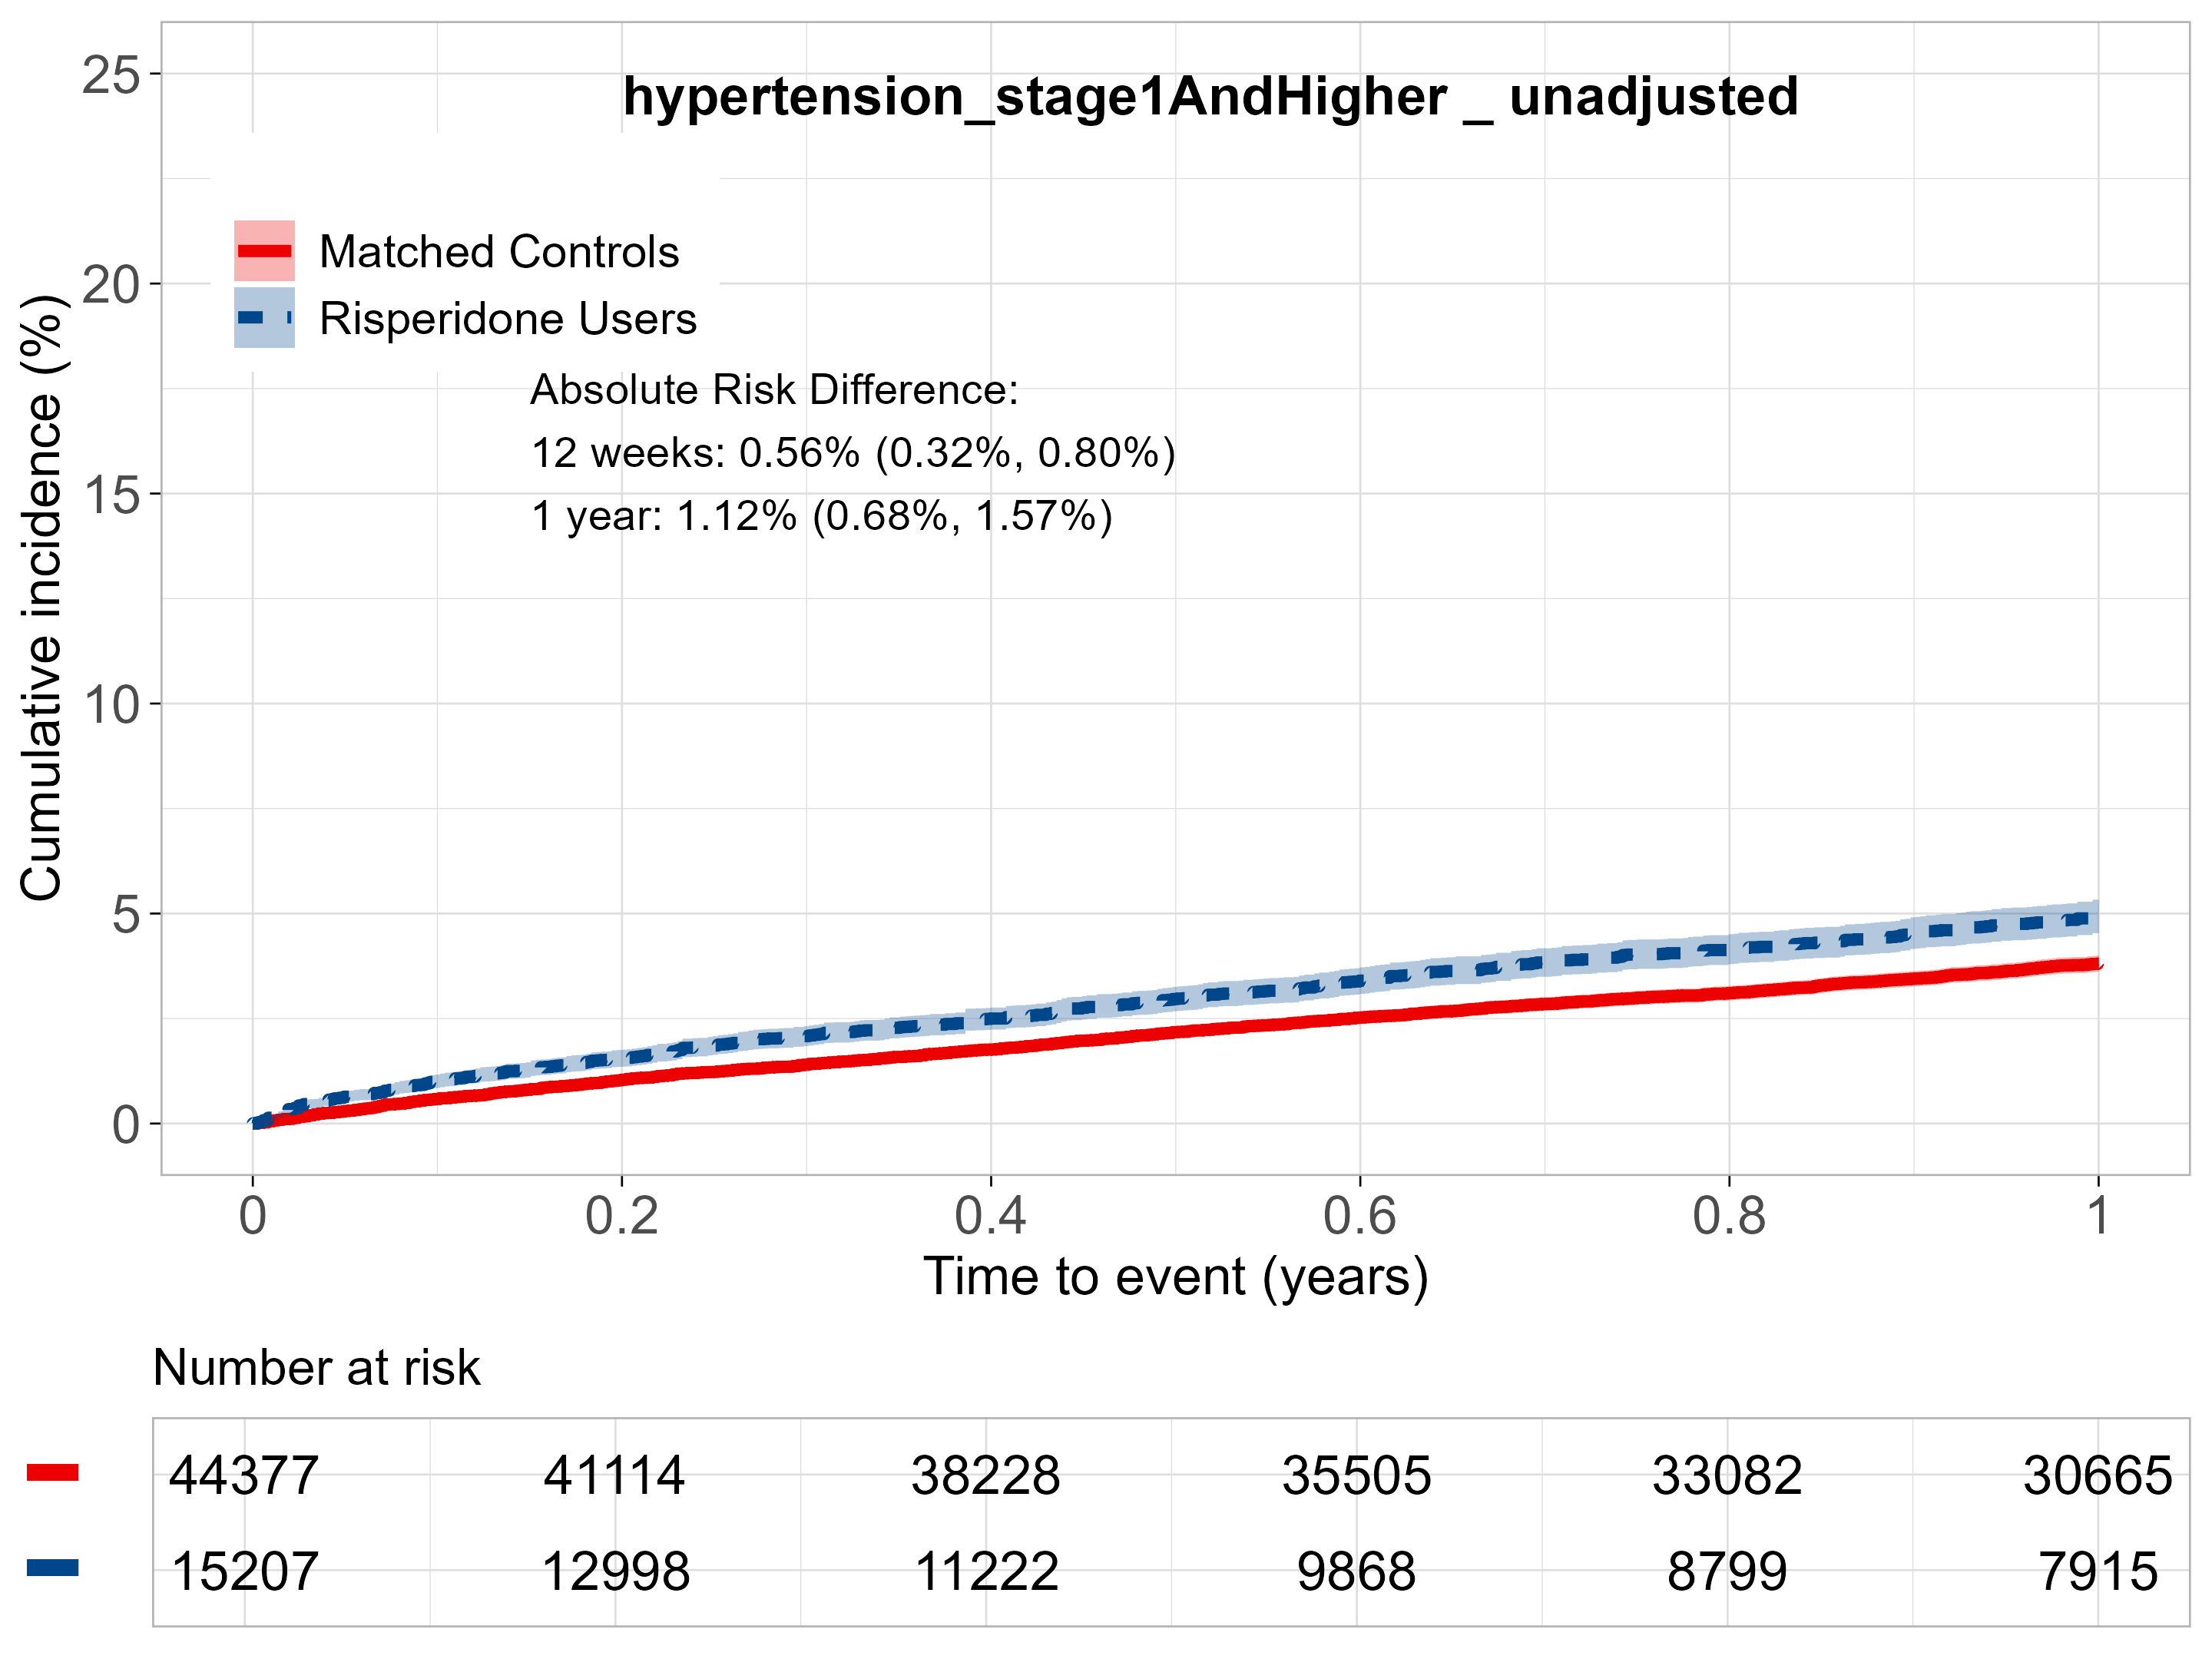 hypertension_stage1AndHigher _ unadjusted
25
20
15
10
5
0
Cumulative incidence (%)
Matched Controls
Risperidone Users
Absolute Risk Difference:
12 weeks: 0.56% (0.32%, 0.80%)
1 year: 1.12% (0.68%, 1.57%)
0 0.2 0.4 0.6 0.8 1
Time to event (years)
Number at risk
44377 41114 38228 35505 33082 30665
15207 12998 11222 9868 8799 7915